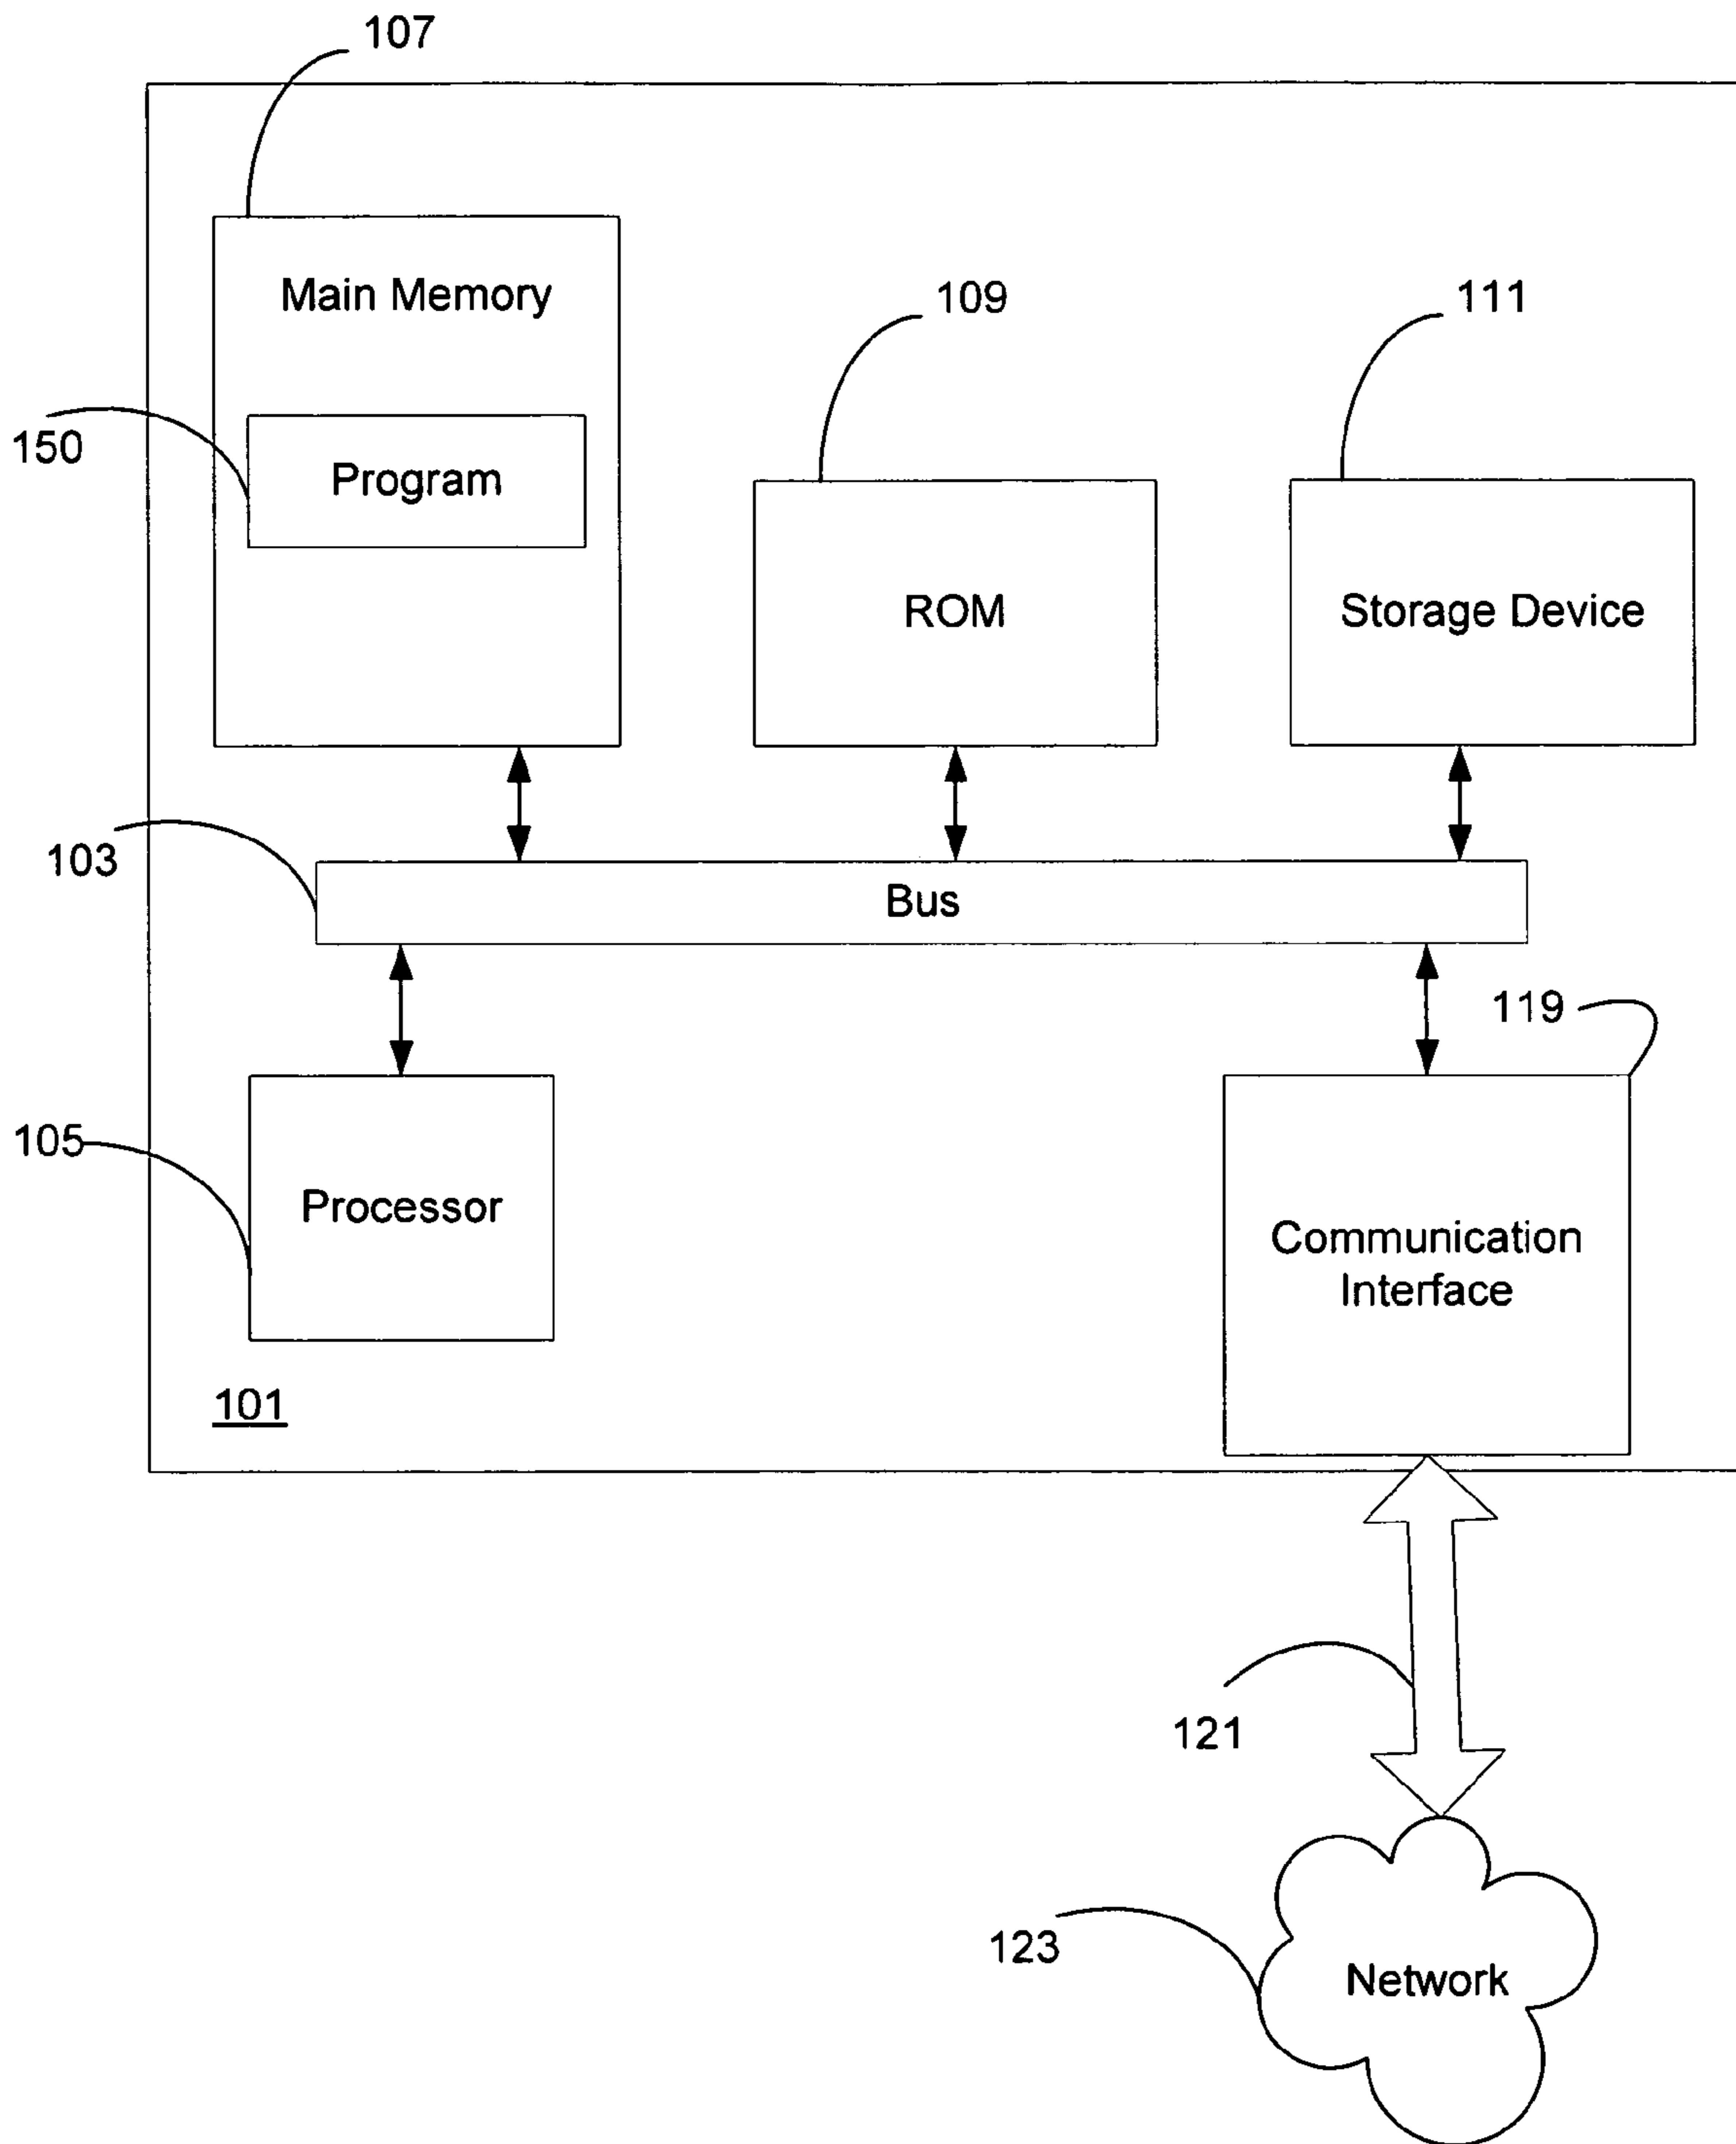 107
Main Memory
109
111
150
Program
ROM
Storage Device
103
Bus
119
105
Processor
Communication
Interface
101
121
123
Network